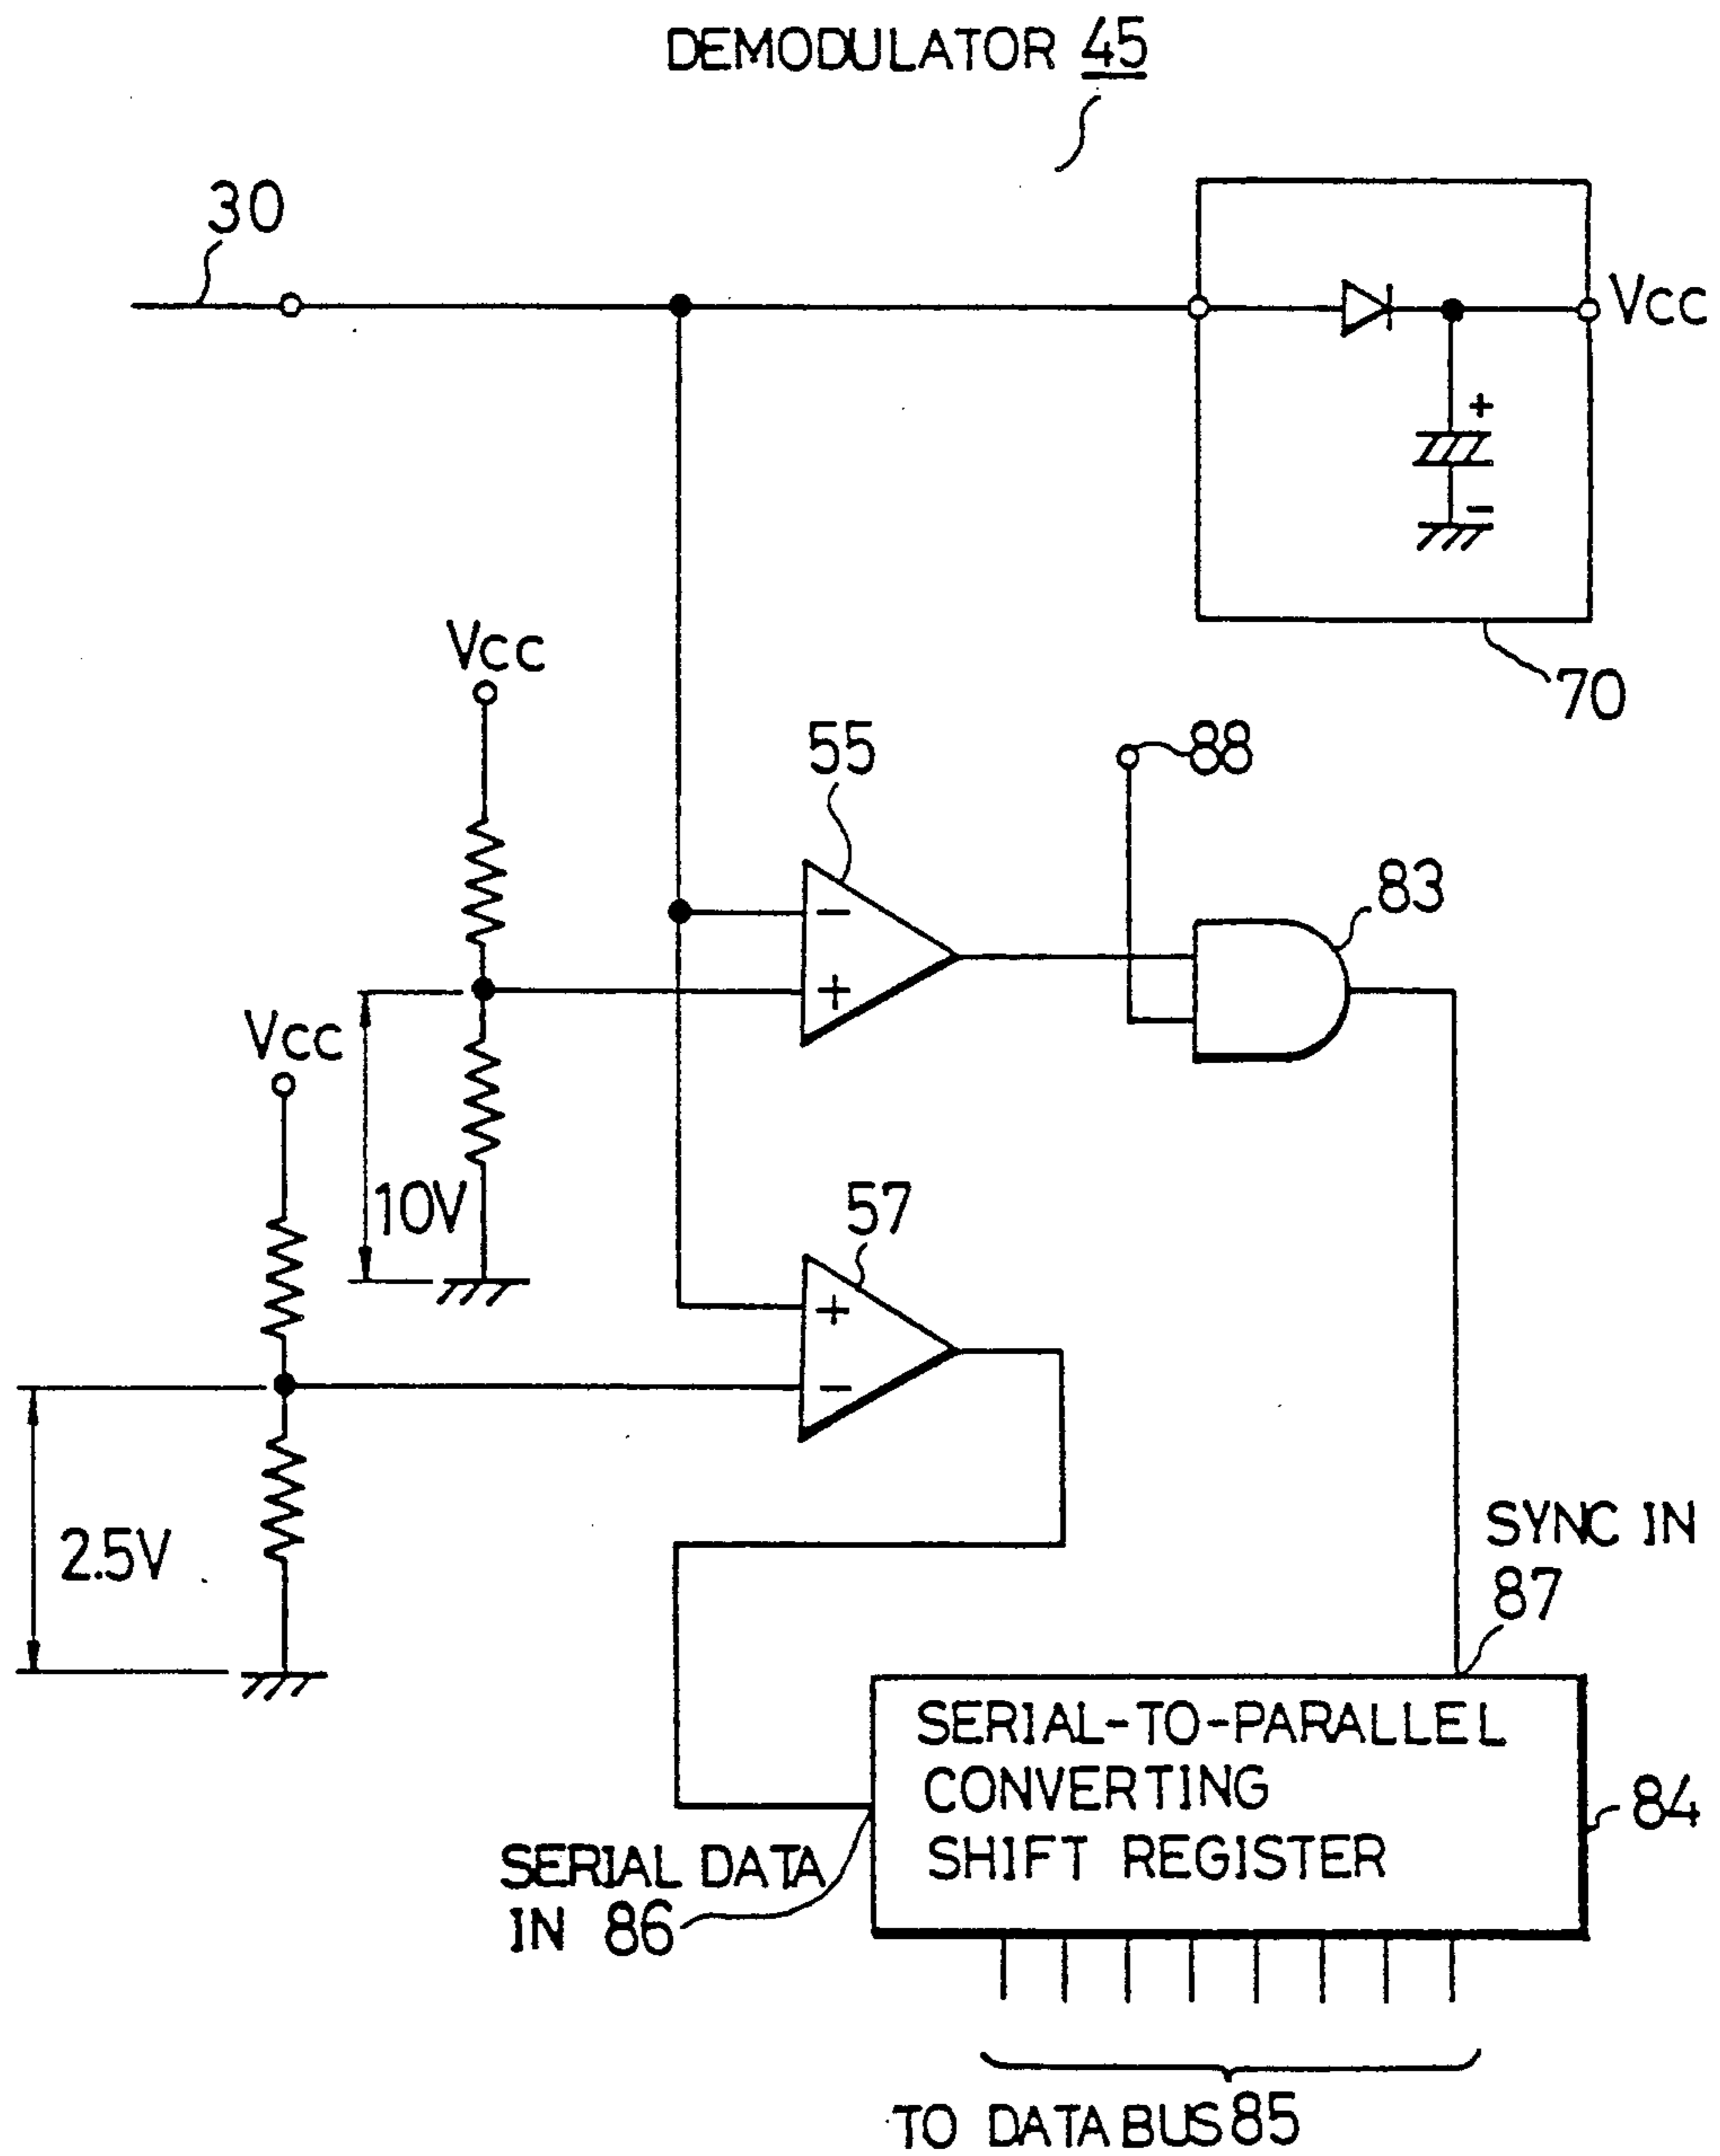 DEMODULATOR 45
30
Vcc
+
-
70
Vcc
55
88
83
-
+
Vcc
10V
57
+
-
2.5V
SYNC IN
87
SERIAL-TO-PARALLEL
CONVERTING
SHIFT REGISTER
84
SERIAL DATA
IN 86
TO DATA BUS 85